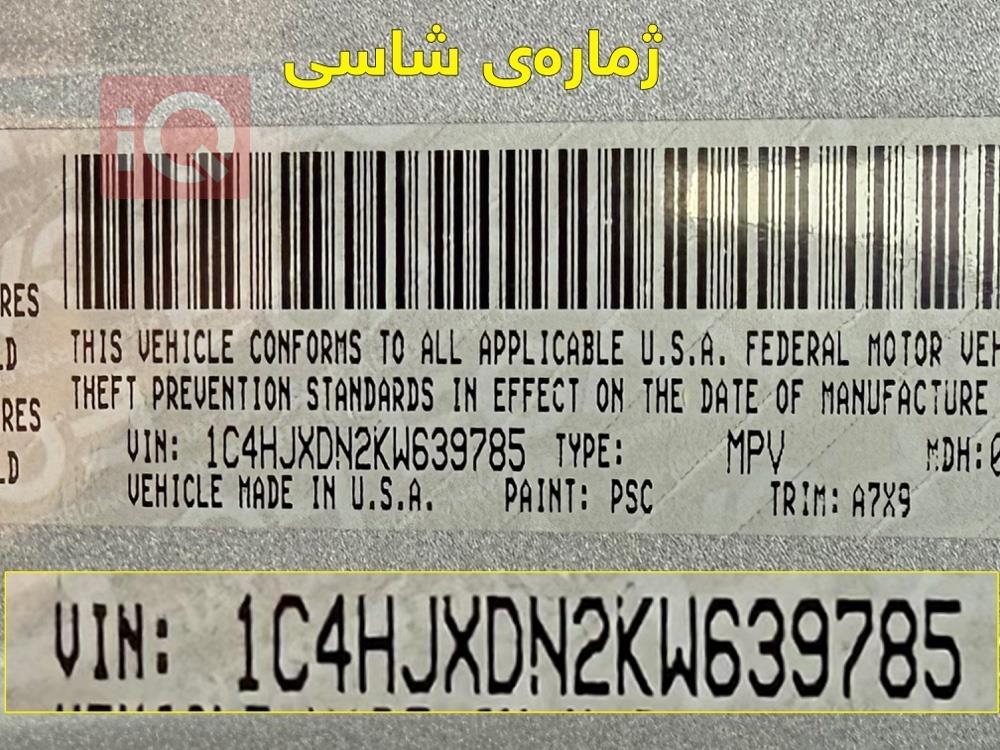 ژمارەی شاسی
iQ
RES
LD
RES
LD
THIS VEHICLE CONFORMS TO ALL APPLICABLE U.S.A. FEDERAL MOTOR VEH
THEFT PREVENTION STANDARDS IN EFFECT ON THE DATE OF MANUFACTURE
VIN: 1C4HJXDN2KW639785 TYPE: MPV MDH:0
VEHICLE MADE IN U.S.A. PAINT: PSC TRIM: A7X9
VIN: 1C4HJXDN2KW639785